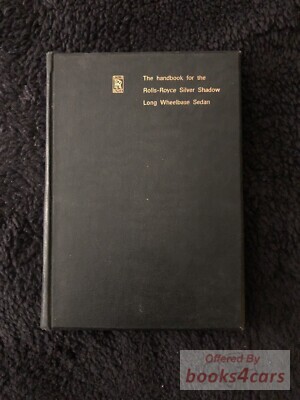 The handbook for the
Rolls-Royce Silver Shadow
Long Wheelbase Sedan
Offered By
books4cars